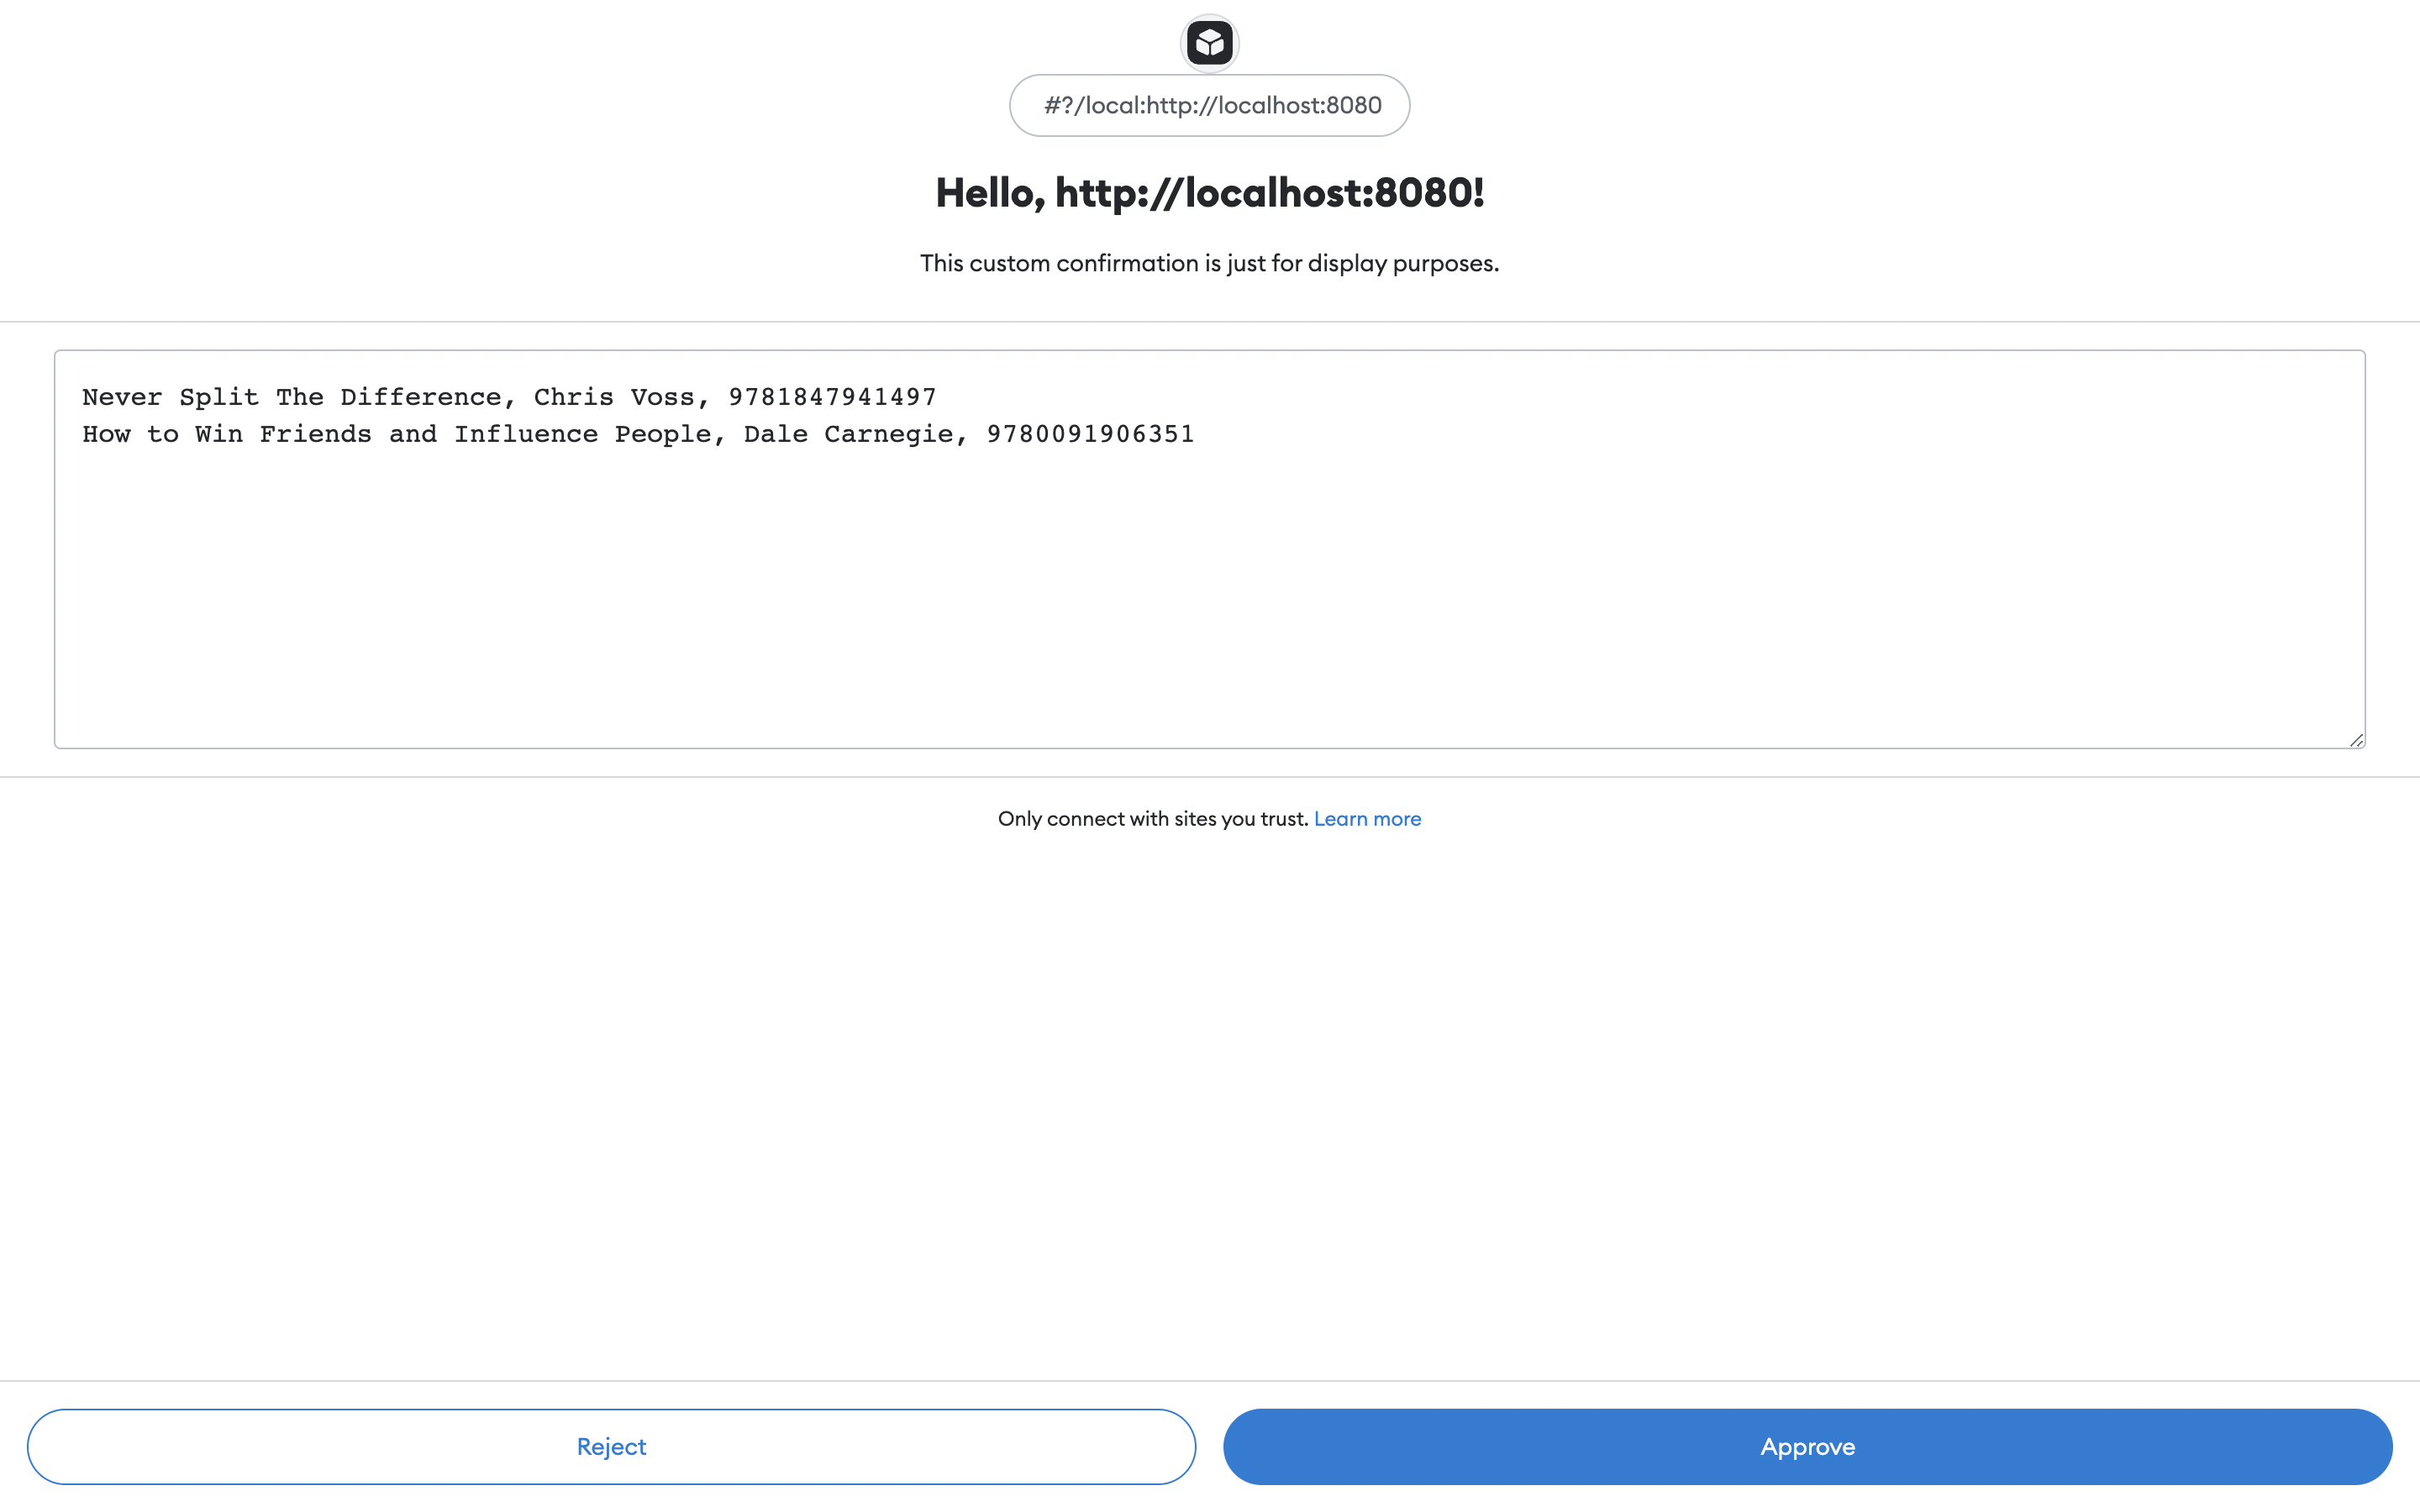 #?/local:http://localhost:8080
Hello, http://localhost:8080!
This custom confirmation is just for display purposes.
Never Split The Difference, Chris Voss, 9781847941497
How to Win Friends and Influence People, Dale Carnegie, 9780091906351
Only connect with sites you trust. Learn more
Reject
Approve